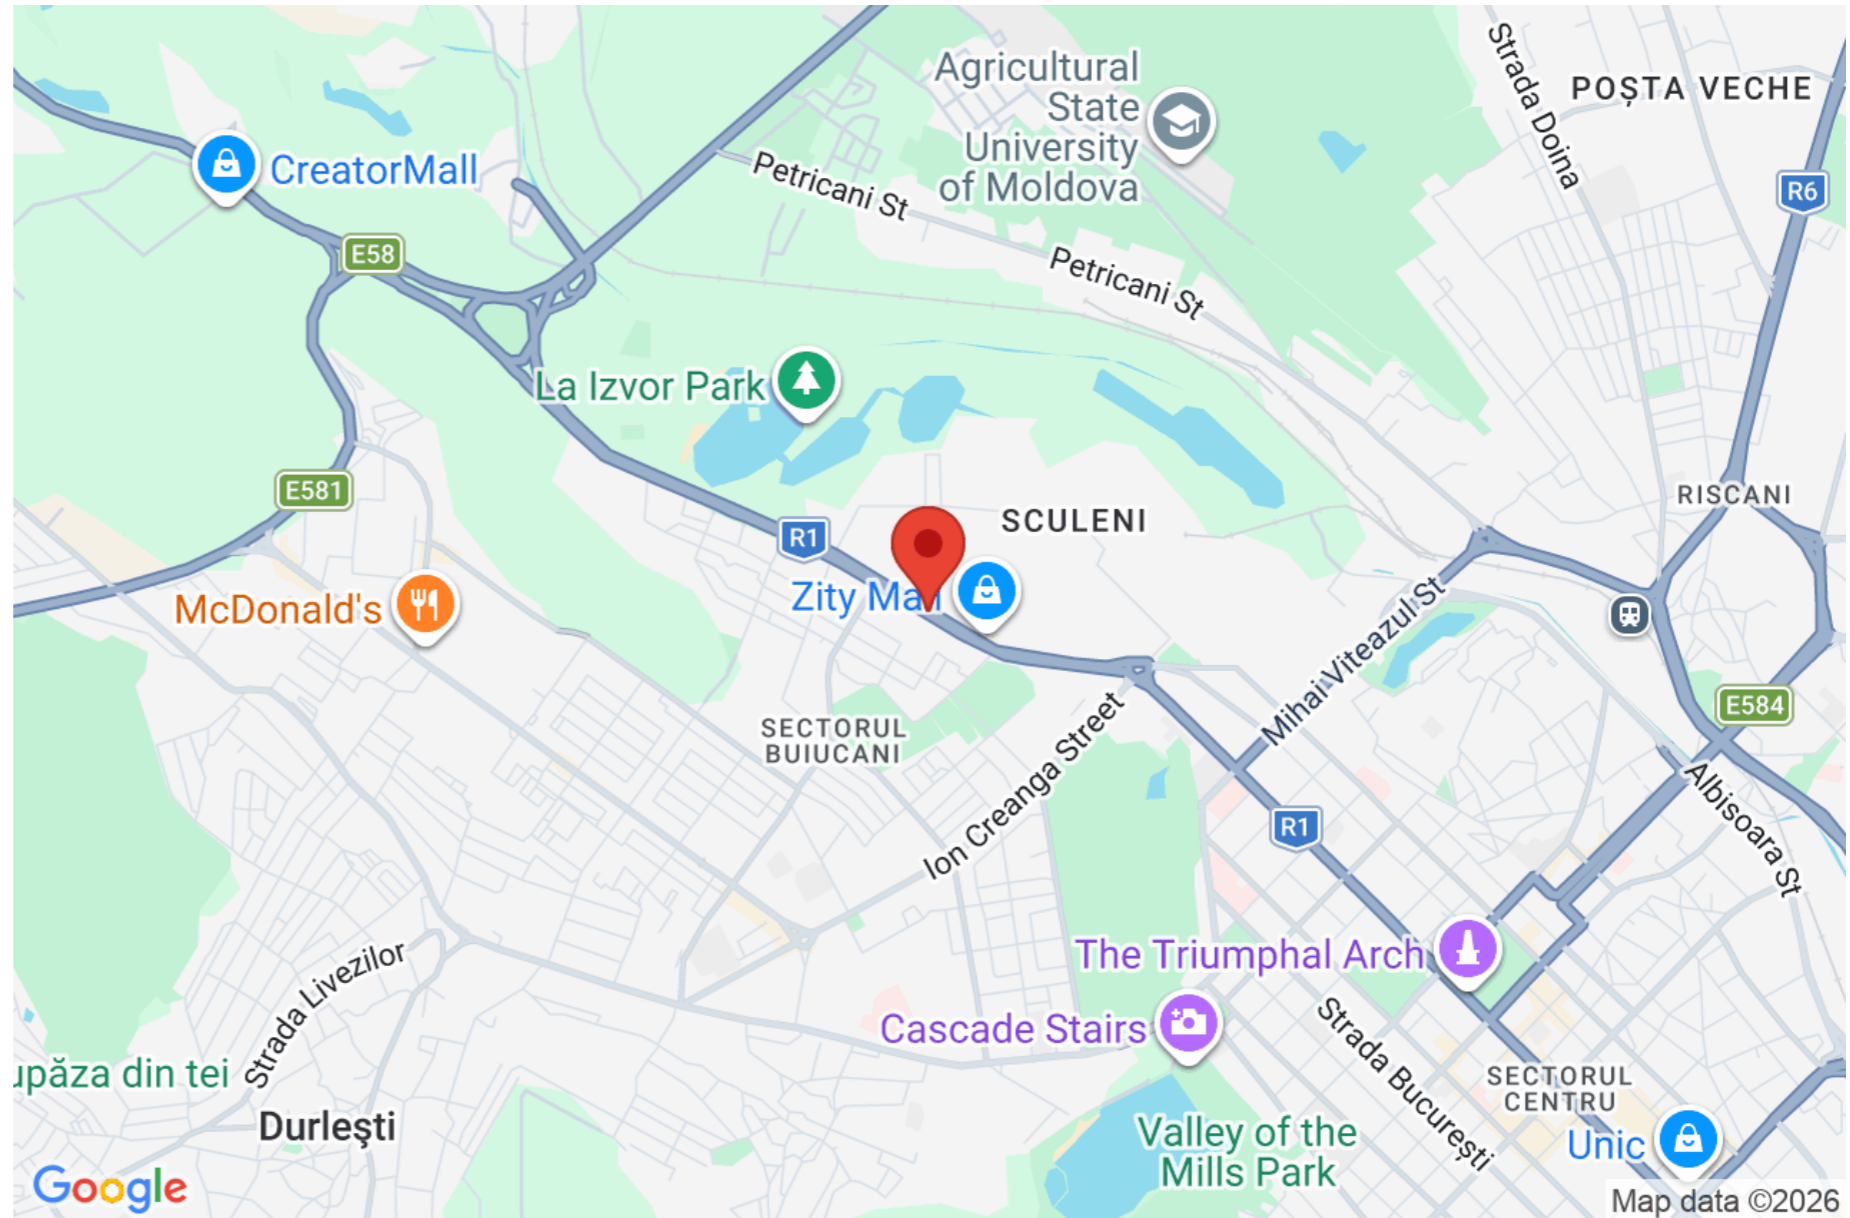 Agricultural
State
University
of Moldova
Strada Doina
POȘTA VECHE
CreatorMall
Petricani St
R6
E58
Petricani St
La Izvor Park
E581
RISCANI
SCULENI
R1
Zity Mall
McDonald's
Mihai Viteazul St
E584
SECTORUL
BUIUCANI
Ion Creanga Street
Albisoara St
R1
The Triumphal Arch
Strada Livezilor
Cascade Stairs
Strada București
upăza din tei
SECTORUL
CENTRU
Durleşti
Valley of the
Mills Park
Unic
Google
Map data ©2026